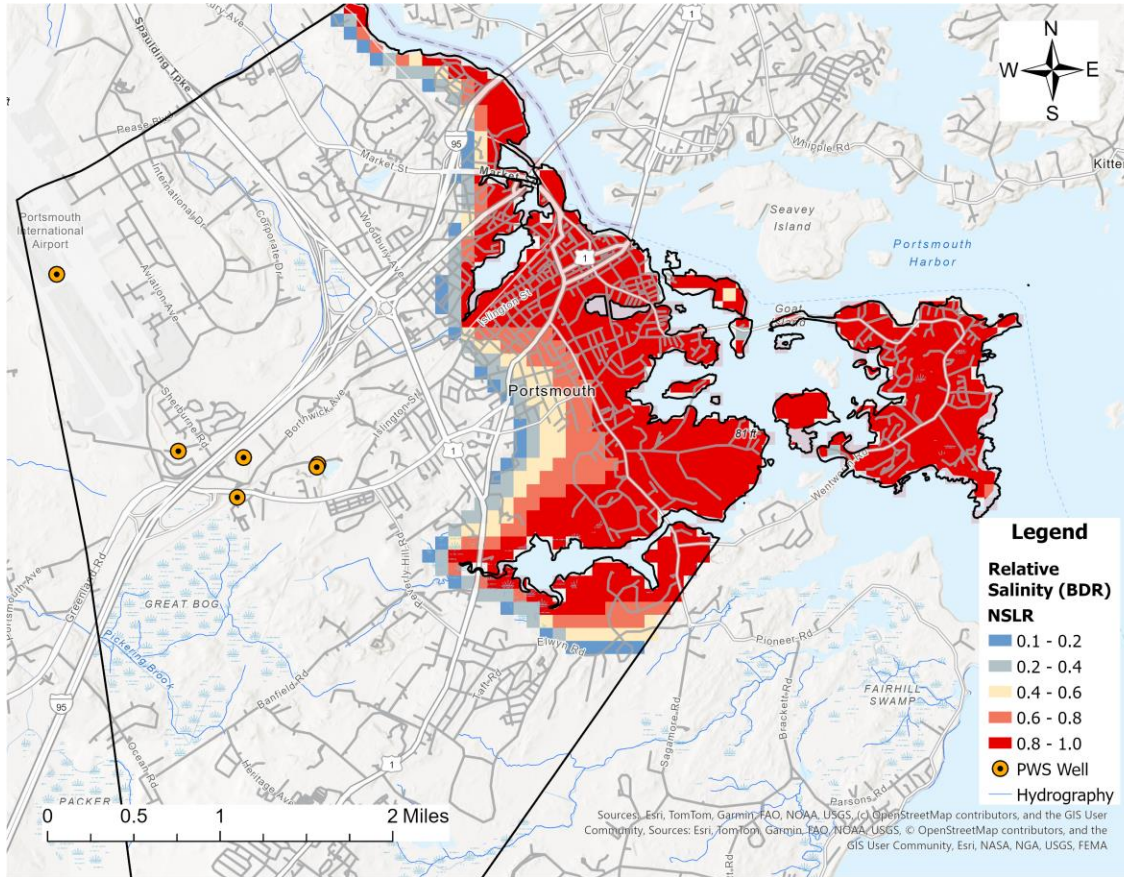 Spaulding Tpke
Pease Blvd
1
N
W
E
S
95
Market St
Whipple Rd
International Dr
Corporate Dr
Woodbury Ave
Portsmouth
International
Airport
Aviation Ave
Seavey
Island
Portsmouth
Harbor
1
Islington St
Goat
Island
Portsmouth
Sherburne Rd
Borthwick Ave
Islington St
81 ft
1
Wentworth Rd
Legend
Relative
Salinity (BDR)
NSLR
0.1 - 0.2
0.2 - 0.4
0.4 - 0.6
0.6 - 0.8
0.8 - 1.0
PWS Well
Hydrography
Greenland Rd
Portsmouth Ave
GREAT BOG
Peverly Hill Rd
Pickering Brook
Elwyn Rd
Pioneer Rd
Banfield Rd
Lafayette Rd
Sagamore Rd
Brackett Rd
FAIRHILL
SWAMP
95
Ocean Rd
Heritage Ave
1
Parsons Rd
PACKER
0 0.5 1 2 Miles
Sources: Esri, TomTom, Garmin, FAO, NOAA, USGS, (c) OpenStreetMap contributors, and the GIS User
Community, Sources: Esri, TomTom, Garmin, FAO, NOAA, USGS, © OpenStreetMap contributors, and the
GIS User Community, Esri, NASA, NGA, USGS, FEMA